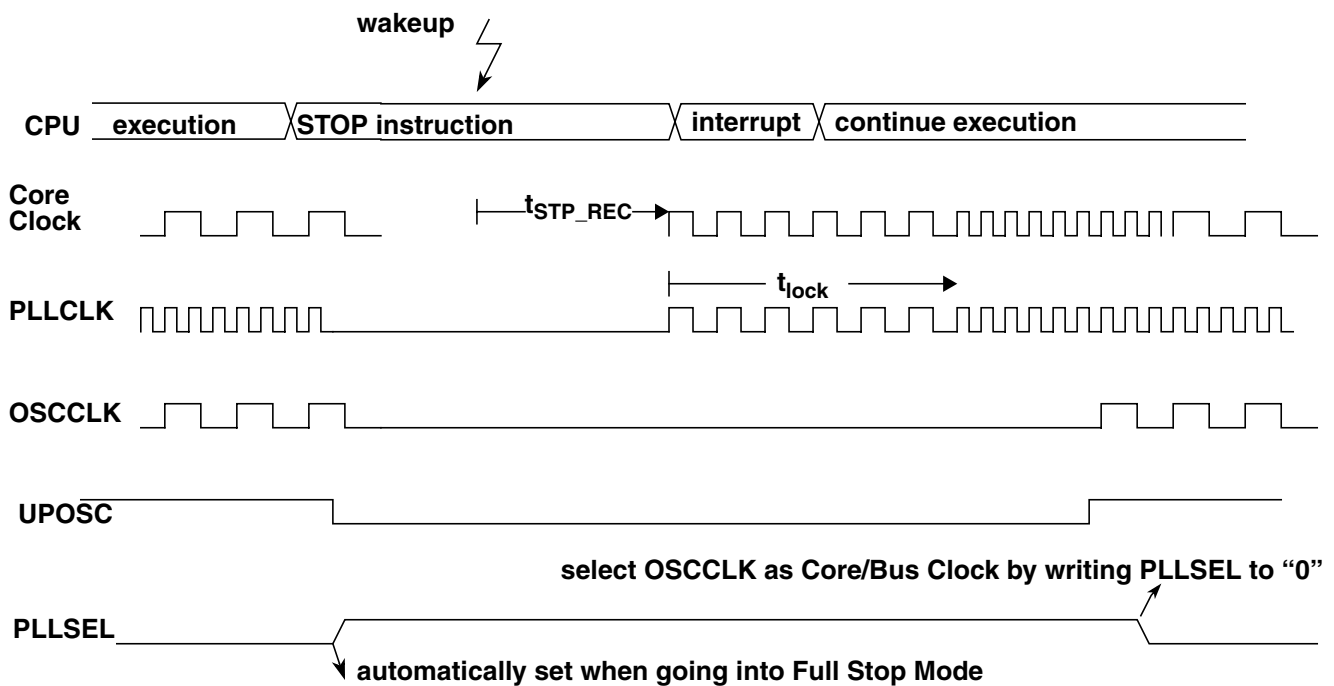 wakeup
CPU execution STOP instruction interrupt continue execution
Core
Clock
tSTP_REC
tlock
PLLCLK
OSCCLK
UPOSC
select OSCCLK as Core/Bus Clock by writing PLLSEL to “0”
PLLSEL
automatically set when going into Full Stop Mode